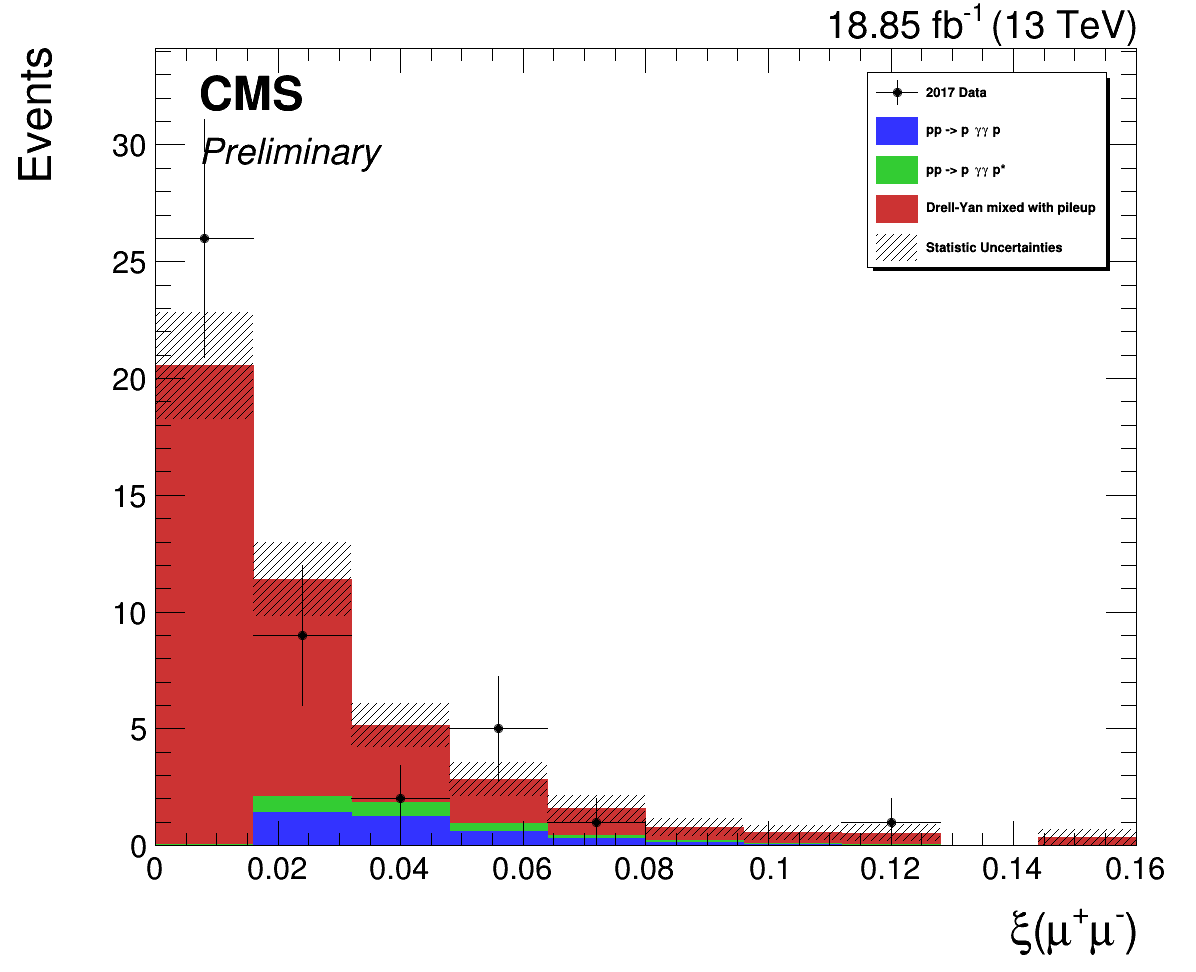 18.85 fb⁻¹ (13 TeV)
Events
CMS
Preliminary
2017 Data
pp -> p γγ p
pp -> p γγ p*
Drell-Yan mixed with pileup
Statistic Uncertainties
30
25
20
15
10
5
0
0 0.02 0.04 0.06 0.08 0.1 0.12 0.14 0.16
ξ(μ⁺μ⁻)